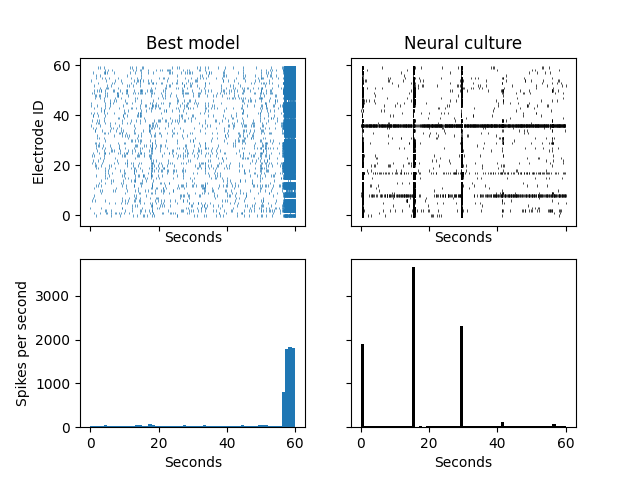 Best model
Neural culture
Electrode ID
60
40
20
0
Seconds
Seconds
Spikes per second
3000
2000
1000
0
0 20 40 60
0 20 40 60
Seconds
Seconds